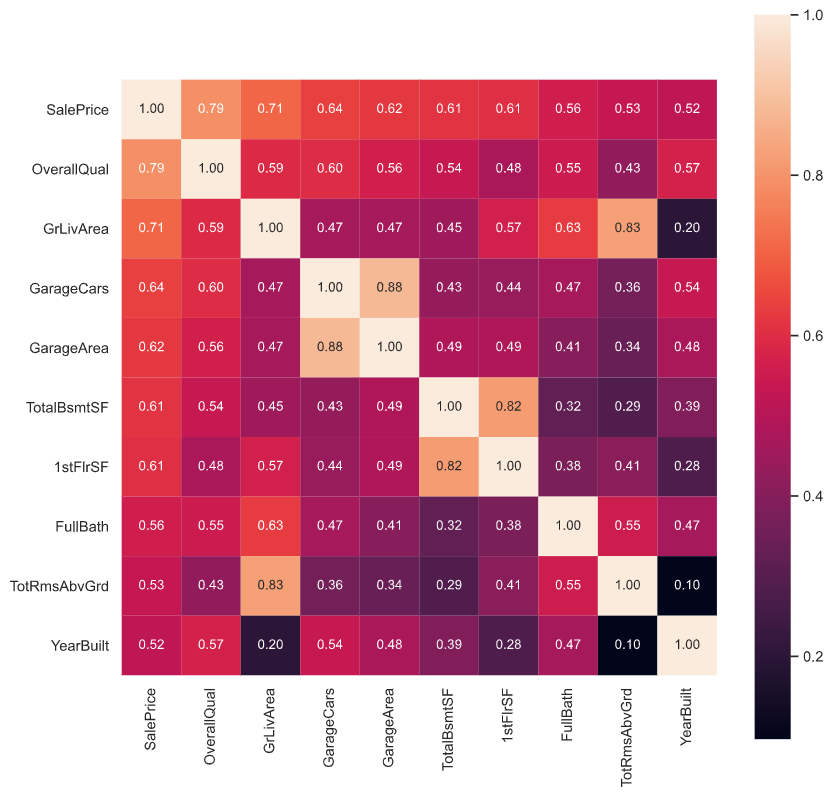 1.0
SalePrice 1.00 0.79 0.71 0.64 0.62 0.61 0.61 0.56 0.53 0.52
OverallQual 0.79 1.00 0.59 0.60 0.56 0.54 0.48 0.55 0.43 0.57
0.8
GrLivArea 0.71 0.59 1.00 0.47 0.47 0.45 0.57 0.63 0.83 0.20
GarageCars 0.64 0.60 0.47 1.00 0.88 0.43 0.44 0.47 0.36 0.54
0.6
GarageArea 0.62 0.56 0.47 0.88 1.00 0.49 0.49 0.41 0.34 0.48
TotalBsmtSF 0.61 0.54 0.45 0.43 0.49 1.00 0.82 0.32 0.29 0.39
1stFlrSF 0.61 0.48 0.57 0.44 0.49 0.82 1.00 0.38 0.41 0.28
0.4
FullBath 0.56 0.55 0.63 0.47 0.41 0.32 0.38 1.00 0.55 0.47
TotRmsAbvGrd 0.53 0.43 0.83 0.36 0.34 0.29 0.41 0.55 1.00 0.10
YearBuilt 0.52 0.57 0.20 0.54 0.48 0.39 0.28 0.47 0.10 1.00
0.2
SalePrice
OverallQual
GrLivArea
GarageCars
GarageArea
TotalBsmtSF
1stFlrSF
FullBath
TotRmsAbvGrd
YearBuilt